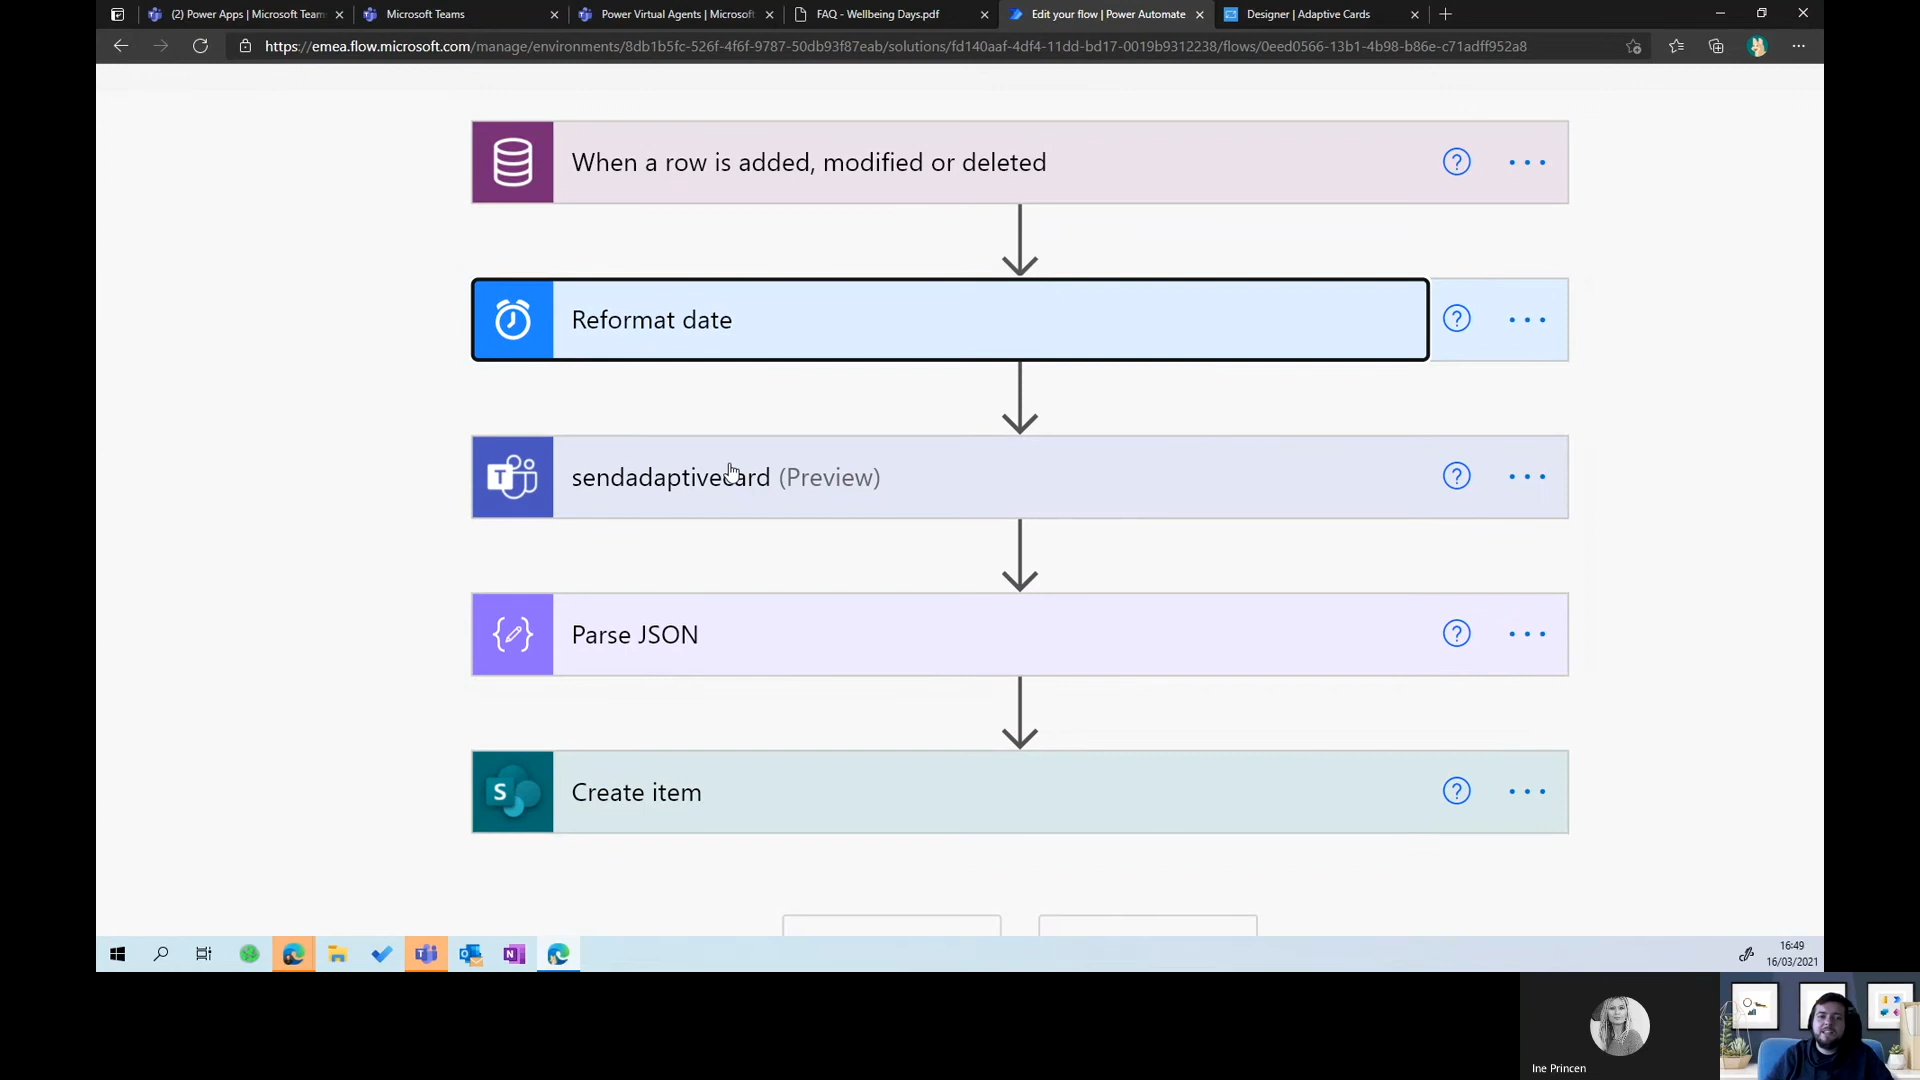 (2) Power Apps | Microsoft Team
Microsoft Teams
Power Virtual Agents | Microsoft
FAQ - Wellbeing Days.pdf
Edit your flow | Power Automate
Designer | Adaptive Cards
https://emea.flow.microsoft.com/manage/environments/8db1b5fc-526f-4f6f-9787-50db93f87eab/solutions/fd140aaf-4df4-11dd-bd17-0019b9312238/flows/0eed0566-13b1-4b98-b86e-c71adff952a8
When a row is added, modified or deleted
Reformat date
sendadaptivecard (Preview)
Parse JSON
Create item
16:49
16/03/2021
Ine Princen